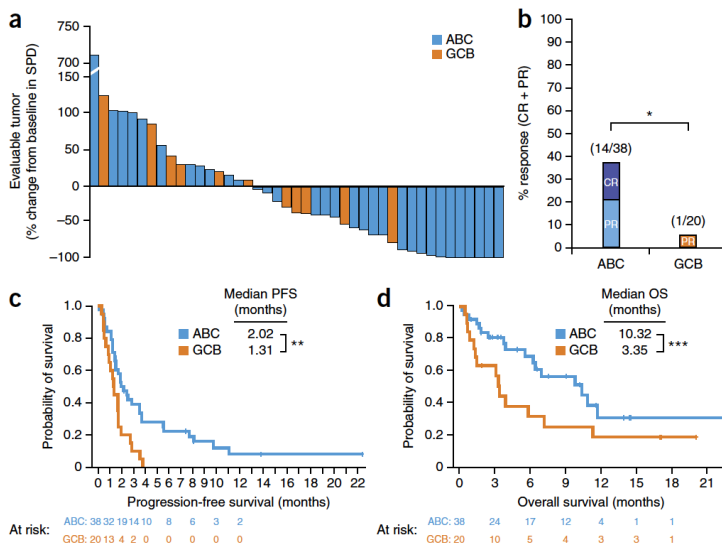 a
750
700
150
100
50
0
−50
−100
Evaluable tumor
(% change from baseline in SPD)
ABC
GCB
b
100
90
80
70
60
50
40
30
20
10
0
% response (CR + PR)
*
(14/38)
(1/20)
CR
PR
PR
ABC
GCB
c
Median PFS
(months)
ABC 2.02
GCB 1.31
**
1.0
0.8
0.6
0.4
0.2
0
Probability of survival
0 1 2 3 4 5 6 7 8 9 10 12 14 16 18 20 22
Progression-free survival (months)
At risk:
ABC: 38 32 19 14 10 8 6 3 2
GCB: 20 13 4 2 0 0 0 0 0
d
Median OS
(months)
ABC 10.32
GCB 3.35
***
1.0
0.8
0.6
0.4
0.2
0
Probability of survival
0 3 6 9 12 15 18 21
Overall survival (months)
At risk:
ABC: 38 24 17 12 4 1 1
GCB: 20 10 5 4 3 3 1